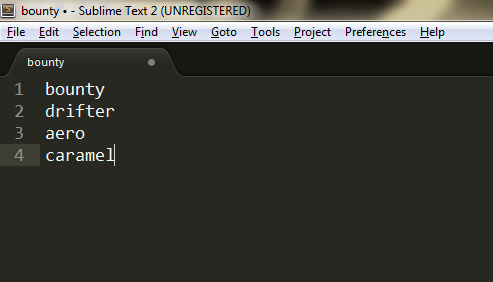 bounty • - Sublime Text 2 (UNREGISTERED)
File Edit Selection Find View Goto Tools Project Preferences Help
bounty
1 bounty
2 drifter
3 aero
4 caramel